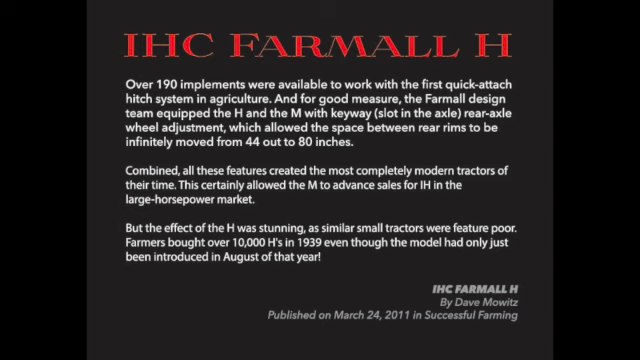 IHC FARMALL H
Over 190 implements were available to work with the first quick-attach
hitch system in agriculture. And for good measure, the Farmall design
team equipped the H and the M with keyway (slot in the axle) rear-axle
wheel adjustment, which allowed the space between rear rims to be
infinitely moved from 44 out to 80 inches.
Combined, all these features created the most completely modern tractors of
their time. This certainly allowed the M to advance sales for IH in the
large-horsepower market.
But the effect of the H was stunning, as similar small tractors were feature poor.
Farmers bought over 10,000 H's in 1939 even though the model had only just
been introduced in August of that year!
IHC FARMALL H
By Dave Mowitz
Published on March 24, 2011 in Successful Farming